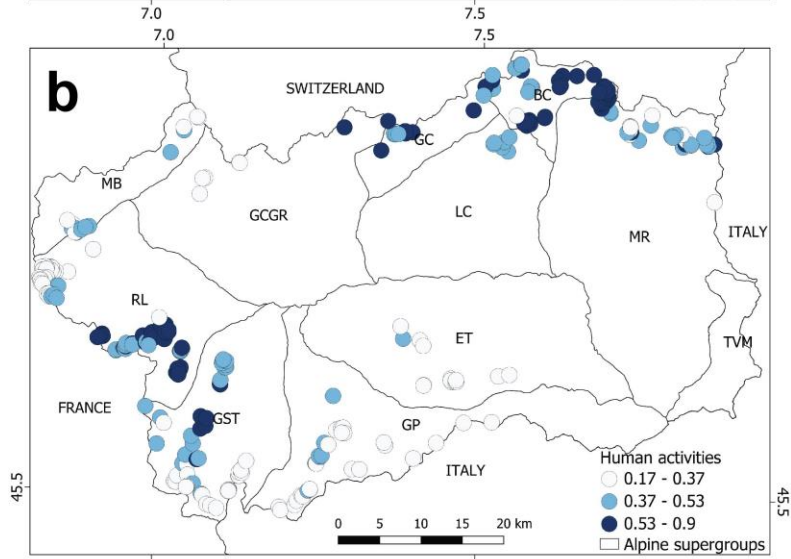 7.0 7.5
7.0 7.5
b
SWITZERLAND
BC
GC
MB
GCGR
LC
MR
ITALY
RL
ET
TVM
FRANCE
GST
GP
ITALY
45.5
45.5
Human activities
0.17 - 0.37
0.37 - 0.53
0.53 - 0.9
Alpine supergroups
0 5 10 15 20 km